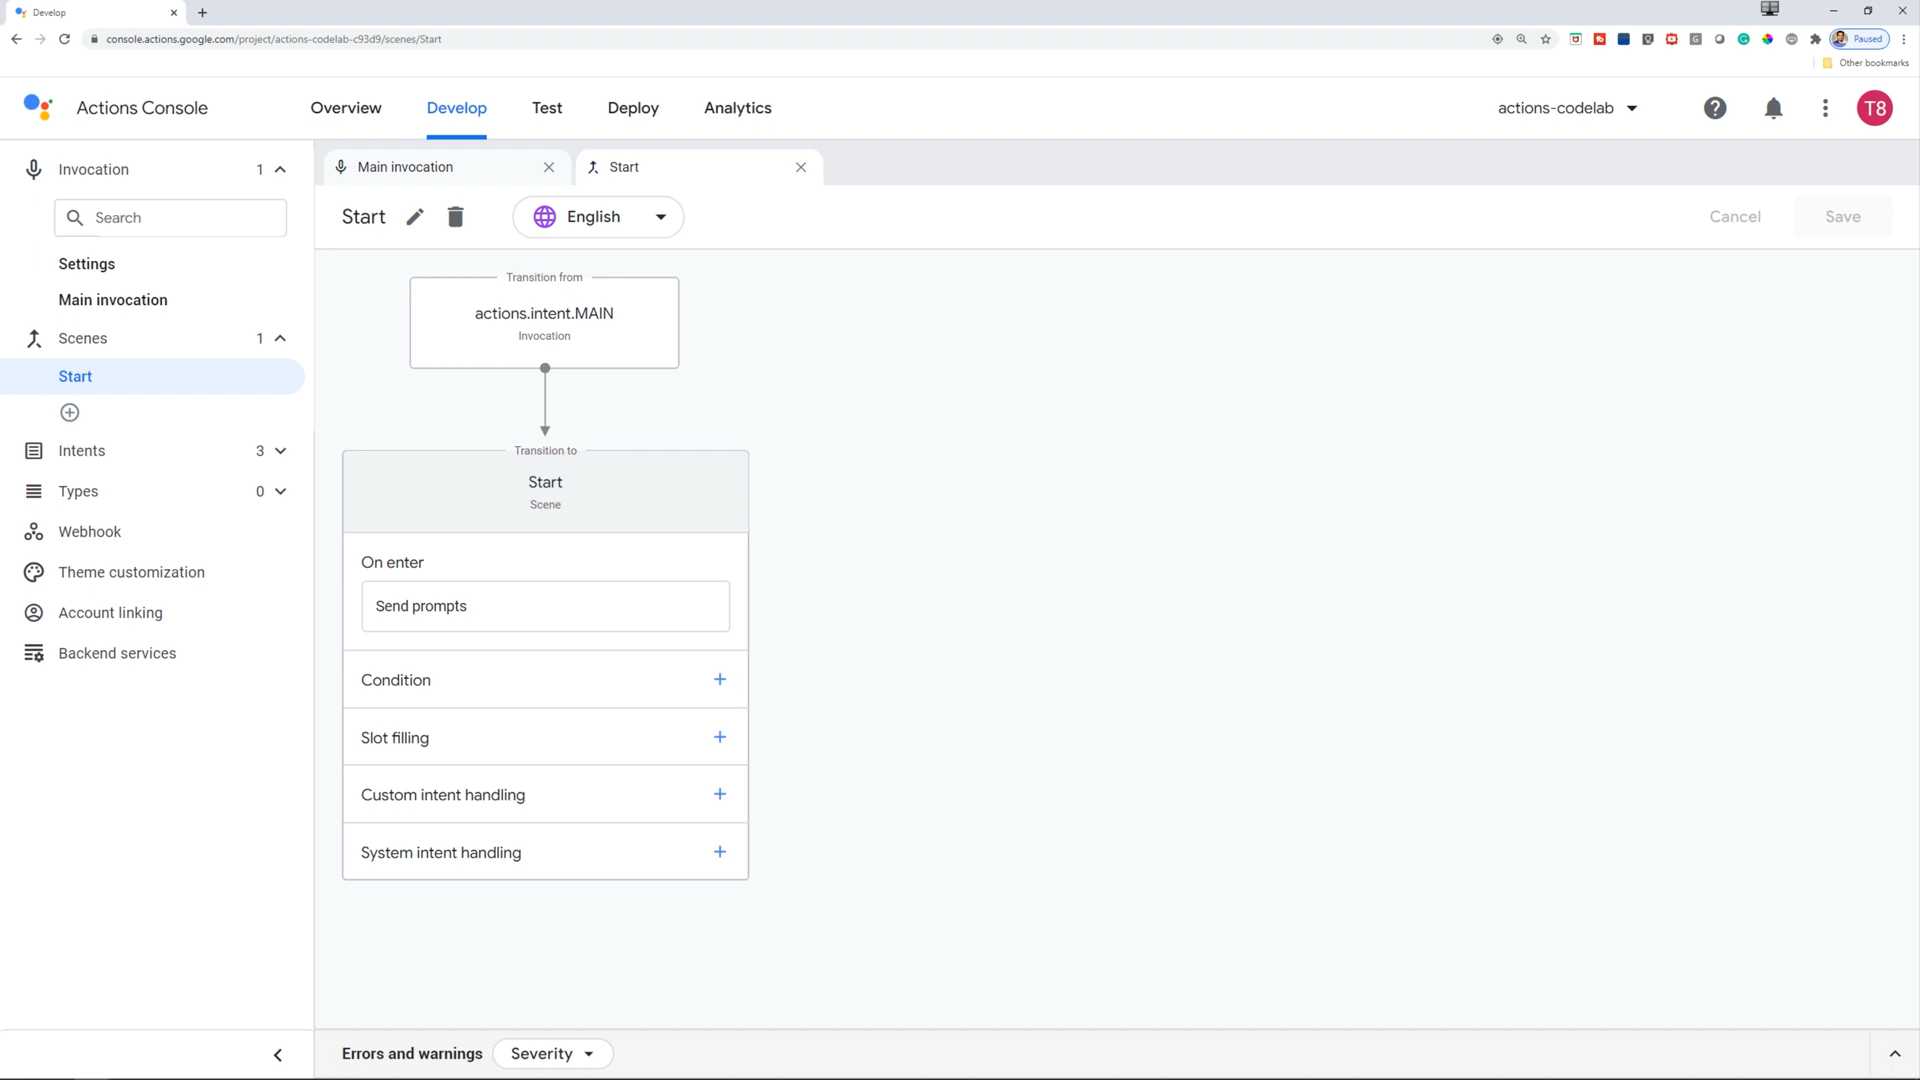 Develop
console.actions.google.com/project/actions-codelab-c93d9/scenes/Start
Paused
Other bookmarks
Actions Console
Overview
Develop
Test
Deploy
Analytics
actions-codelab
T8
Invocation
1
Search
Settings
Main invocation
Scenes
1
Start
Intents
3
Types
0
Webhook
Theme customization
Account linking
Backend services
Main invocation
Start
Start
English
Cancel
Save
Transition from
actions.intent.MAIN
Invocation
Transition to
Start
Scene
On enter
Send prompts
Condition
Slot filling
Custom intent handling
System intent handling
Errors and warnings
Severity